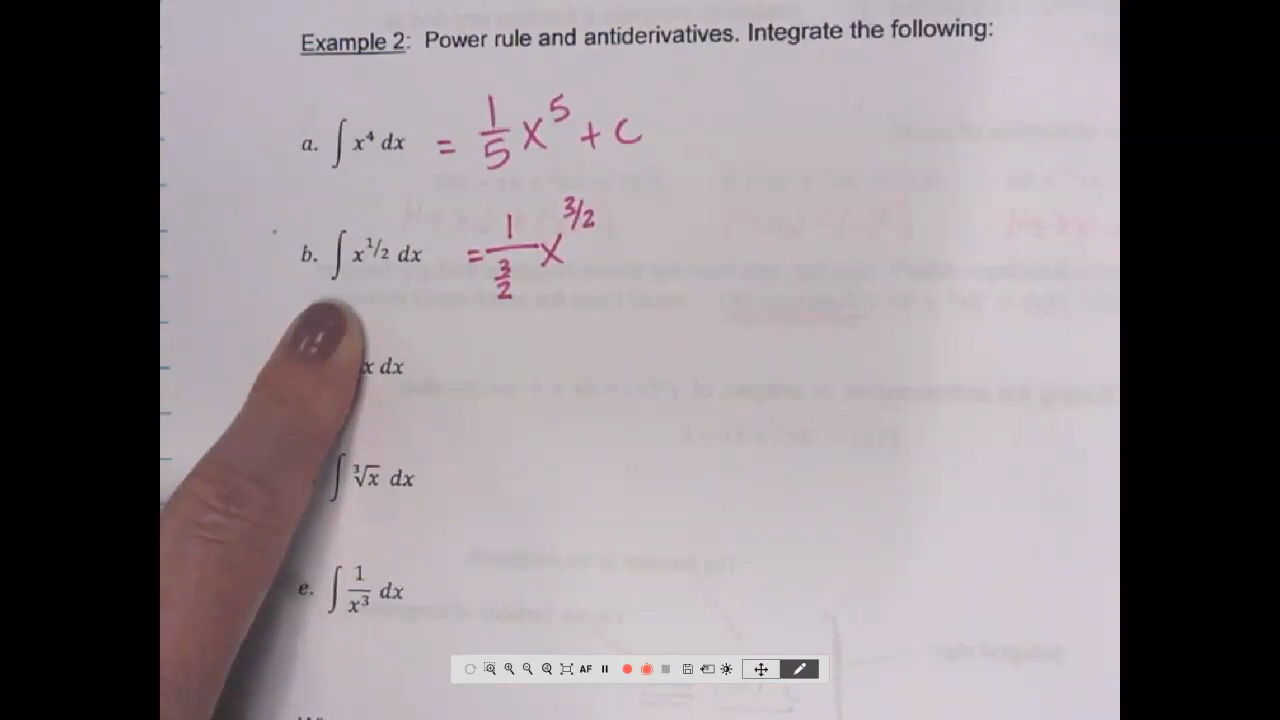 Example 2: Power rule and antiderivatives. Integrate the following:
a. ∫ x⁴ dx = 1/5 x⁵ + C
b. ∫ x^{1/2} dx = 1/(3/2) x^{3/2}
x dx
∫ ∛x dx
e. ∫ 1/x³ dx
AF